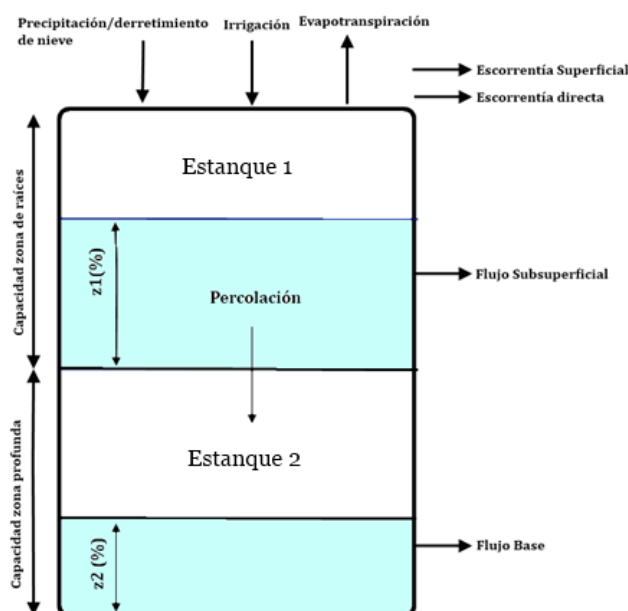 Precipitación/derretimiento
de nieve
Irrigación
Evapotranspiración
Escorrentía Superficial
Escorrentía directa
Capacidad zona de raíces
Estanque 1
z1(%)
Percolación
Flujo Subsuperficial
Capacidad zona profunda
Estanque 2
z2 (%)
Flujo Base